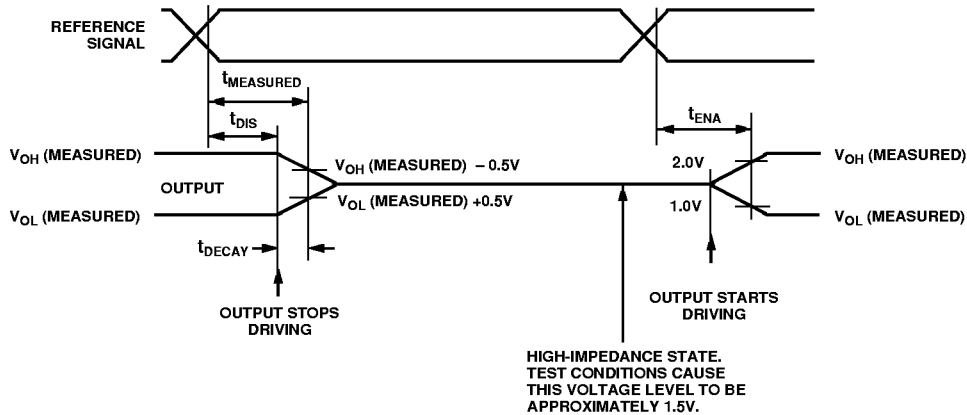 REFERENCE
SIGNAL
tMEASURED
tDIS
tENA
VOH (MEASURED)
VOH (MEASURED) – 0.5V
2.0V
VOH (MEASURED)
OUTPUT
VOL (MEASURED)
VOL (MEASURED) +0.5V
1.0V
VOL (MEASURED)
tDECAY
OUTPUT STOPS
DRIVING
OUTPUT STARTS
DRIVING
HIGH-IMPEDANCE STATE.
TEST CONDITIONS CAUSE
THIS VOLTAGE LEVEL TO BE
APPROXIMATELY 1.5V.